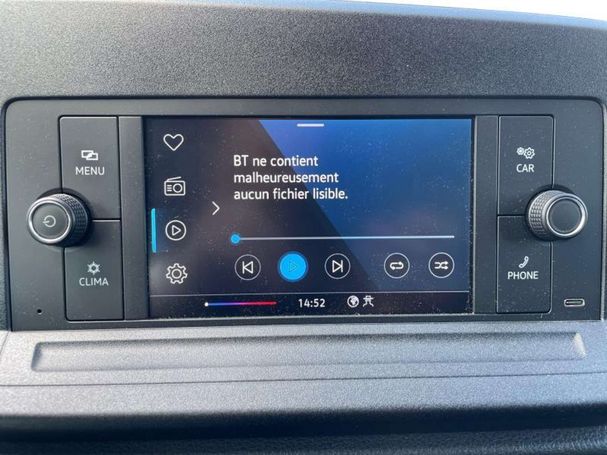 MENU
CLIMA
BT ne contient
malheureusement
aucun fichier lisible.
14:52
CAR
PHONE